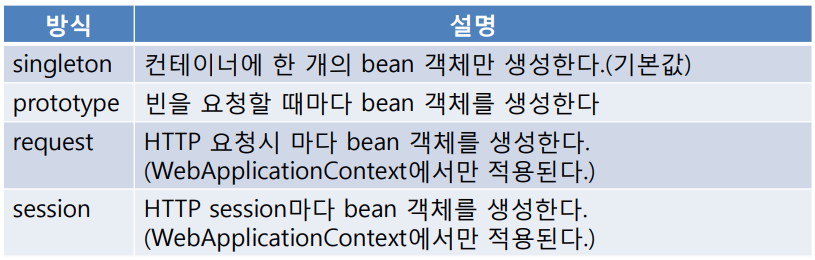 방식 설명
singleton 컨테이너에 한 개의 bean 객체만 생성한다.(기본값)
prototype 빈을 요청할 때마다 bean 객체를 생성한다
request HTTP 요청시 마다 bean 객체를 생성한다.
(WebApplicationContext에서만 적용된다.)
session HTTP session마다 bean 객체를 생성한다.
(WebApplicationContext에서만 적용된다.)